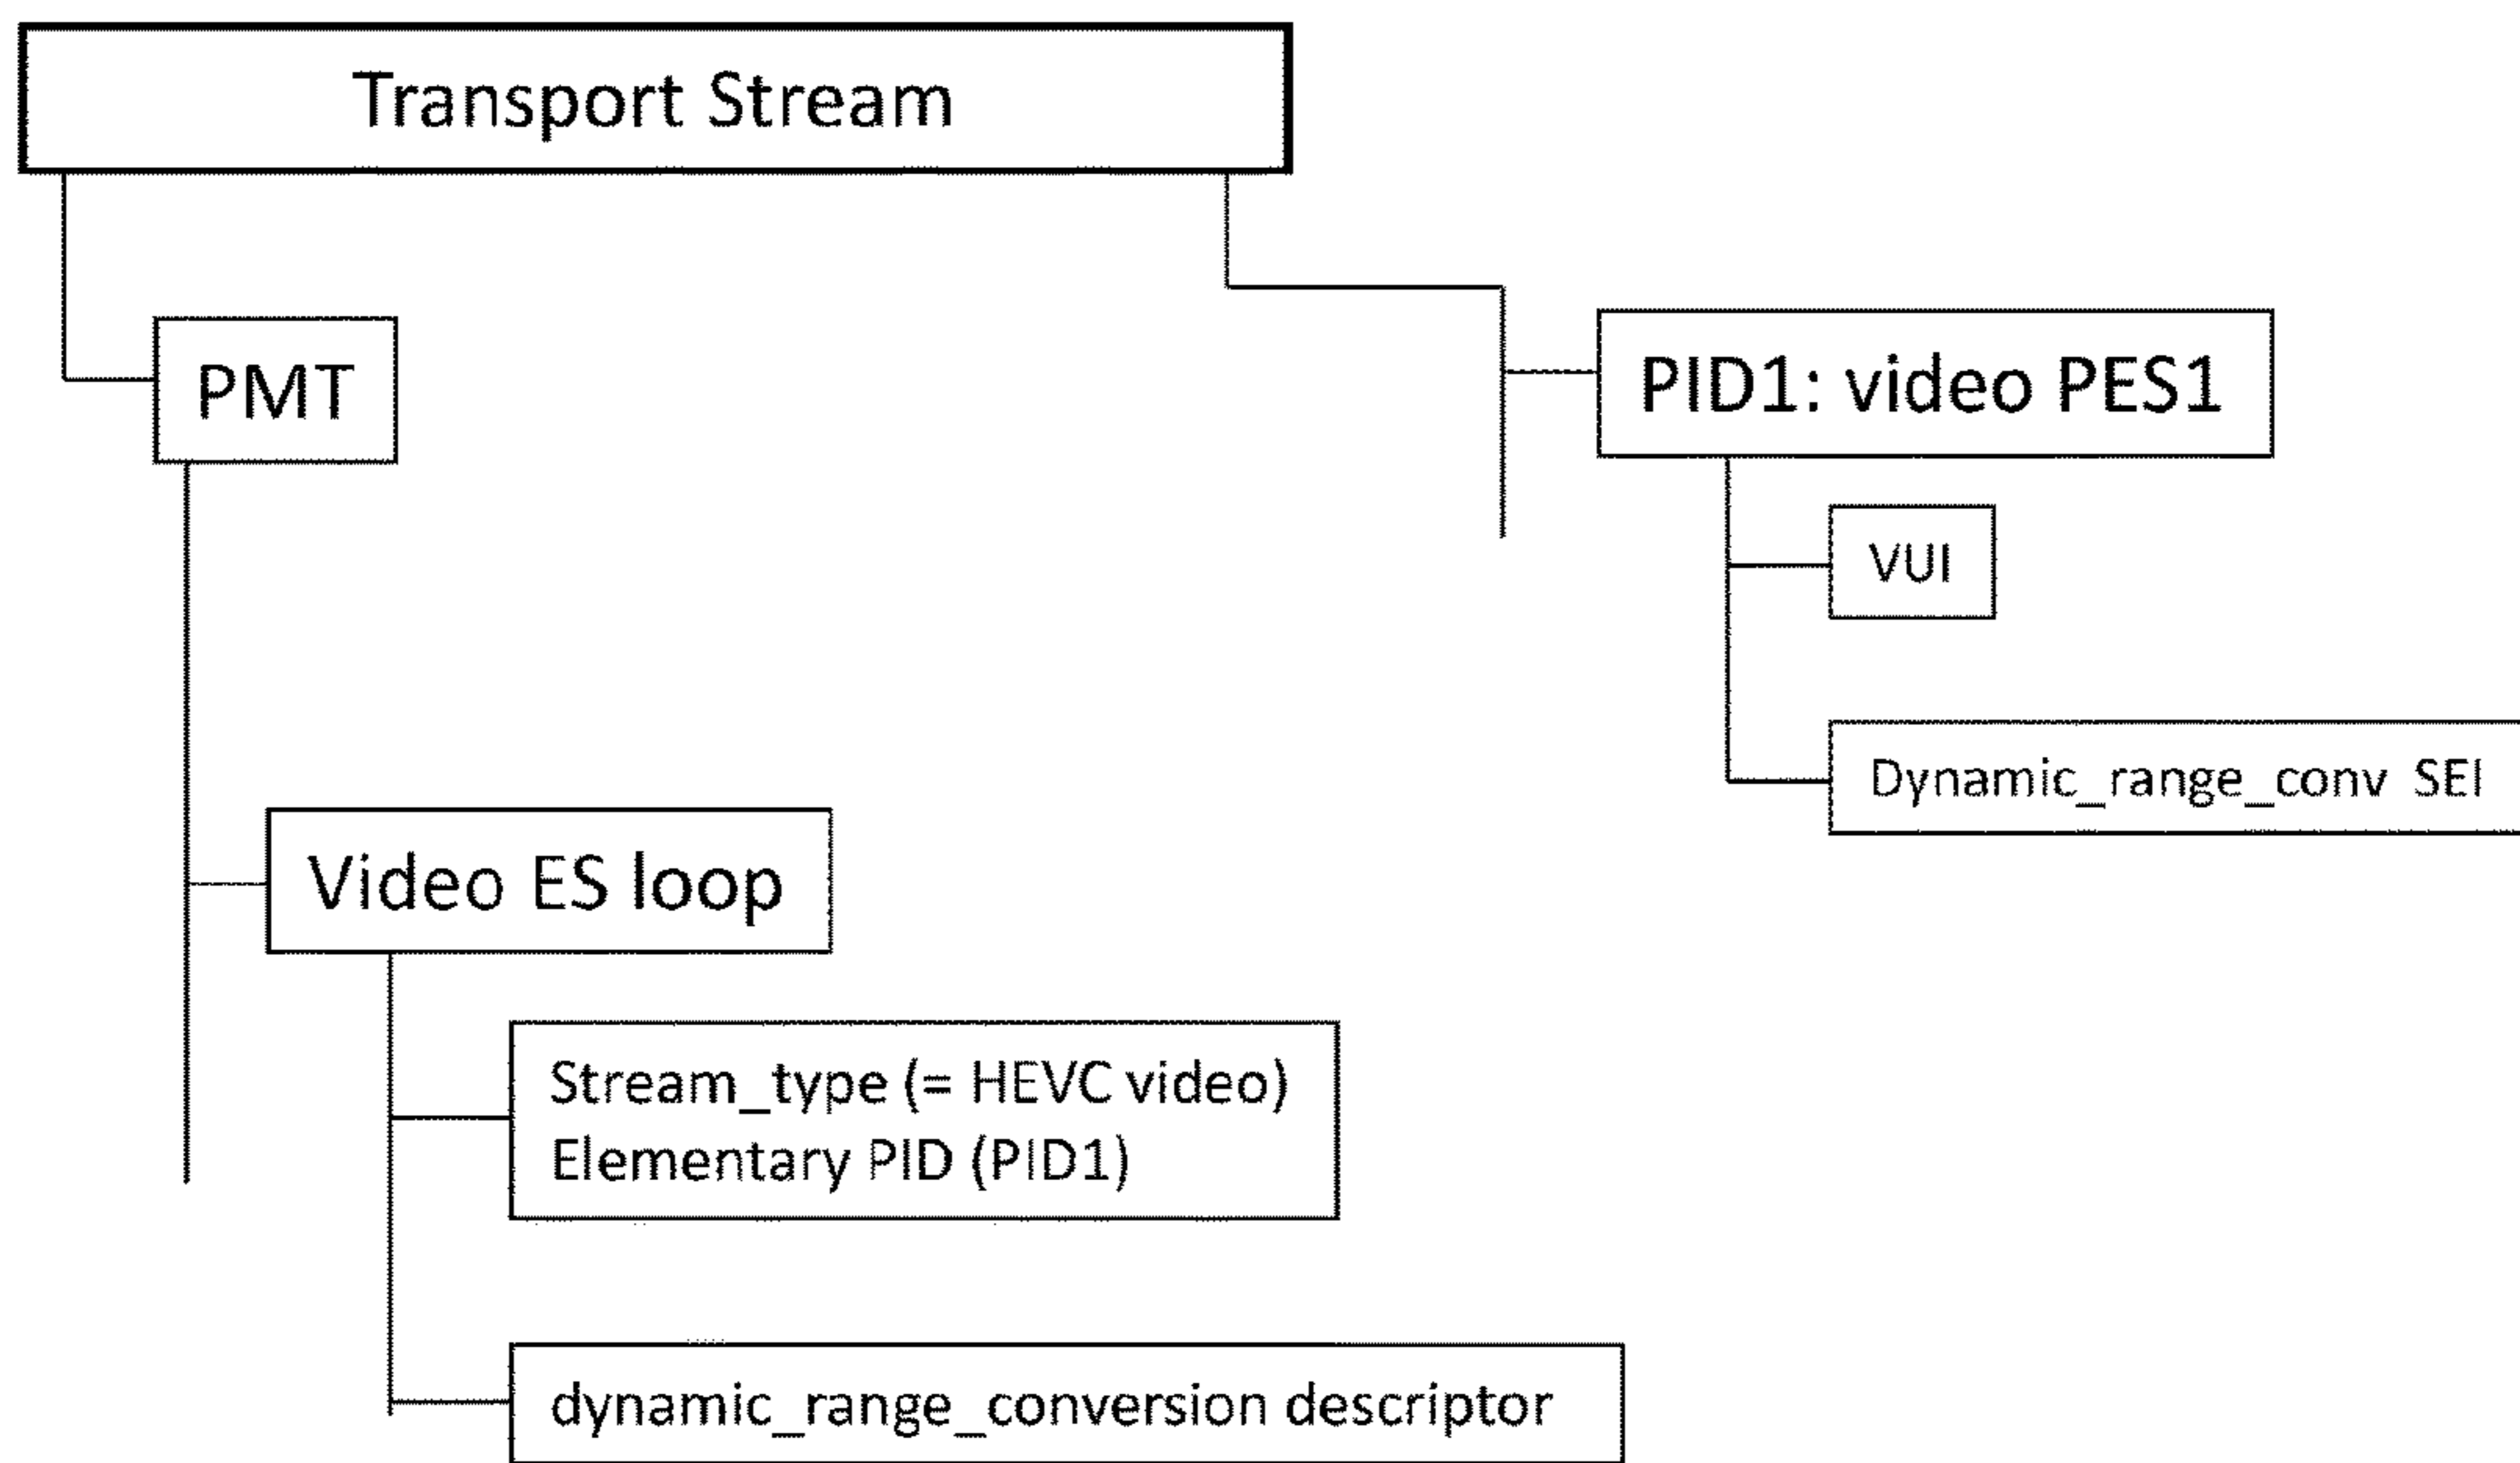 Transport Stream
PMT
PID1: video PES1
VUI
Dynamic_range_conv SEI
Video ES loop
Stream_type (= HEVC video)
Elementary PID (PID1)
dynamic_range_conversion descriptor